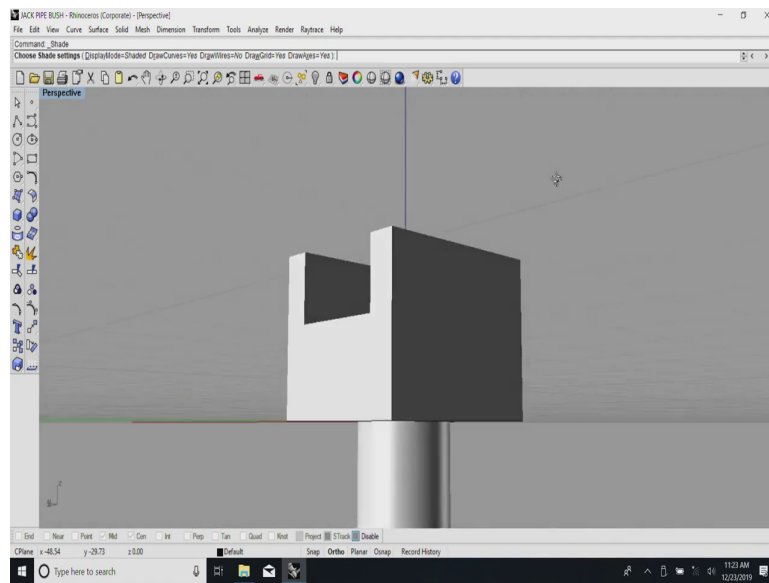 JACK PIPE BUSH - Rhinoceros (Corporate) - [Perspective]
File Edit View Curve Surface Solid Mesh Dimension Transform Tools Analyze Render Raytrace Help
Command: _Shade
Choose Shade settings ( DisplayMode=Shaded DrawCurves=Yes DrawWires=No DrawGrid=Yes DrawAxes=Yes ):
Perspective
z
End Near Point Mid Cen Int Perp Tan Quad Knot Project STrack Disable
CPlane x -48.54 y -29.73 z 0.00 Default Snap Ortho Planar Osnap Record History
Type here to search
11:23 AM
12/23/2019